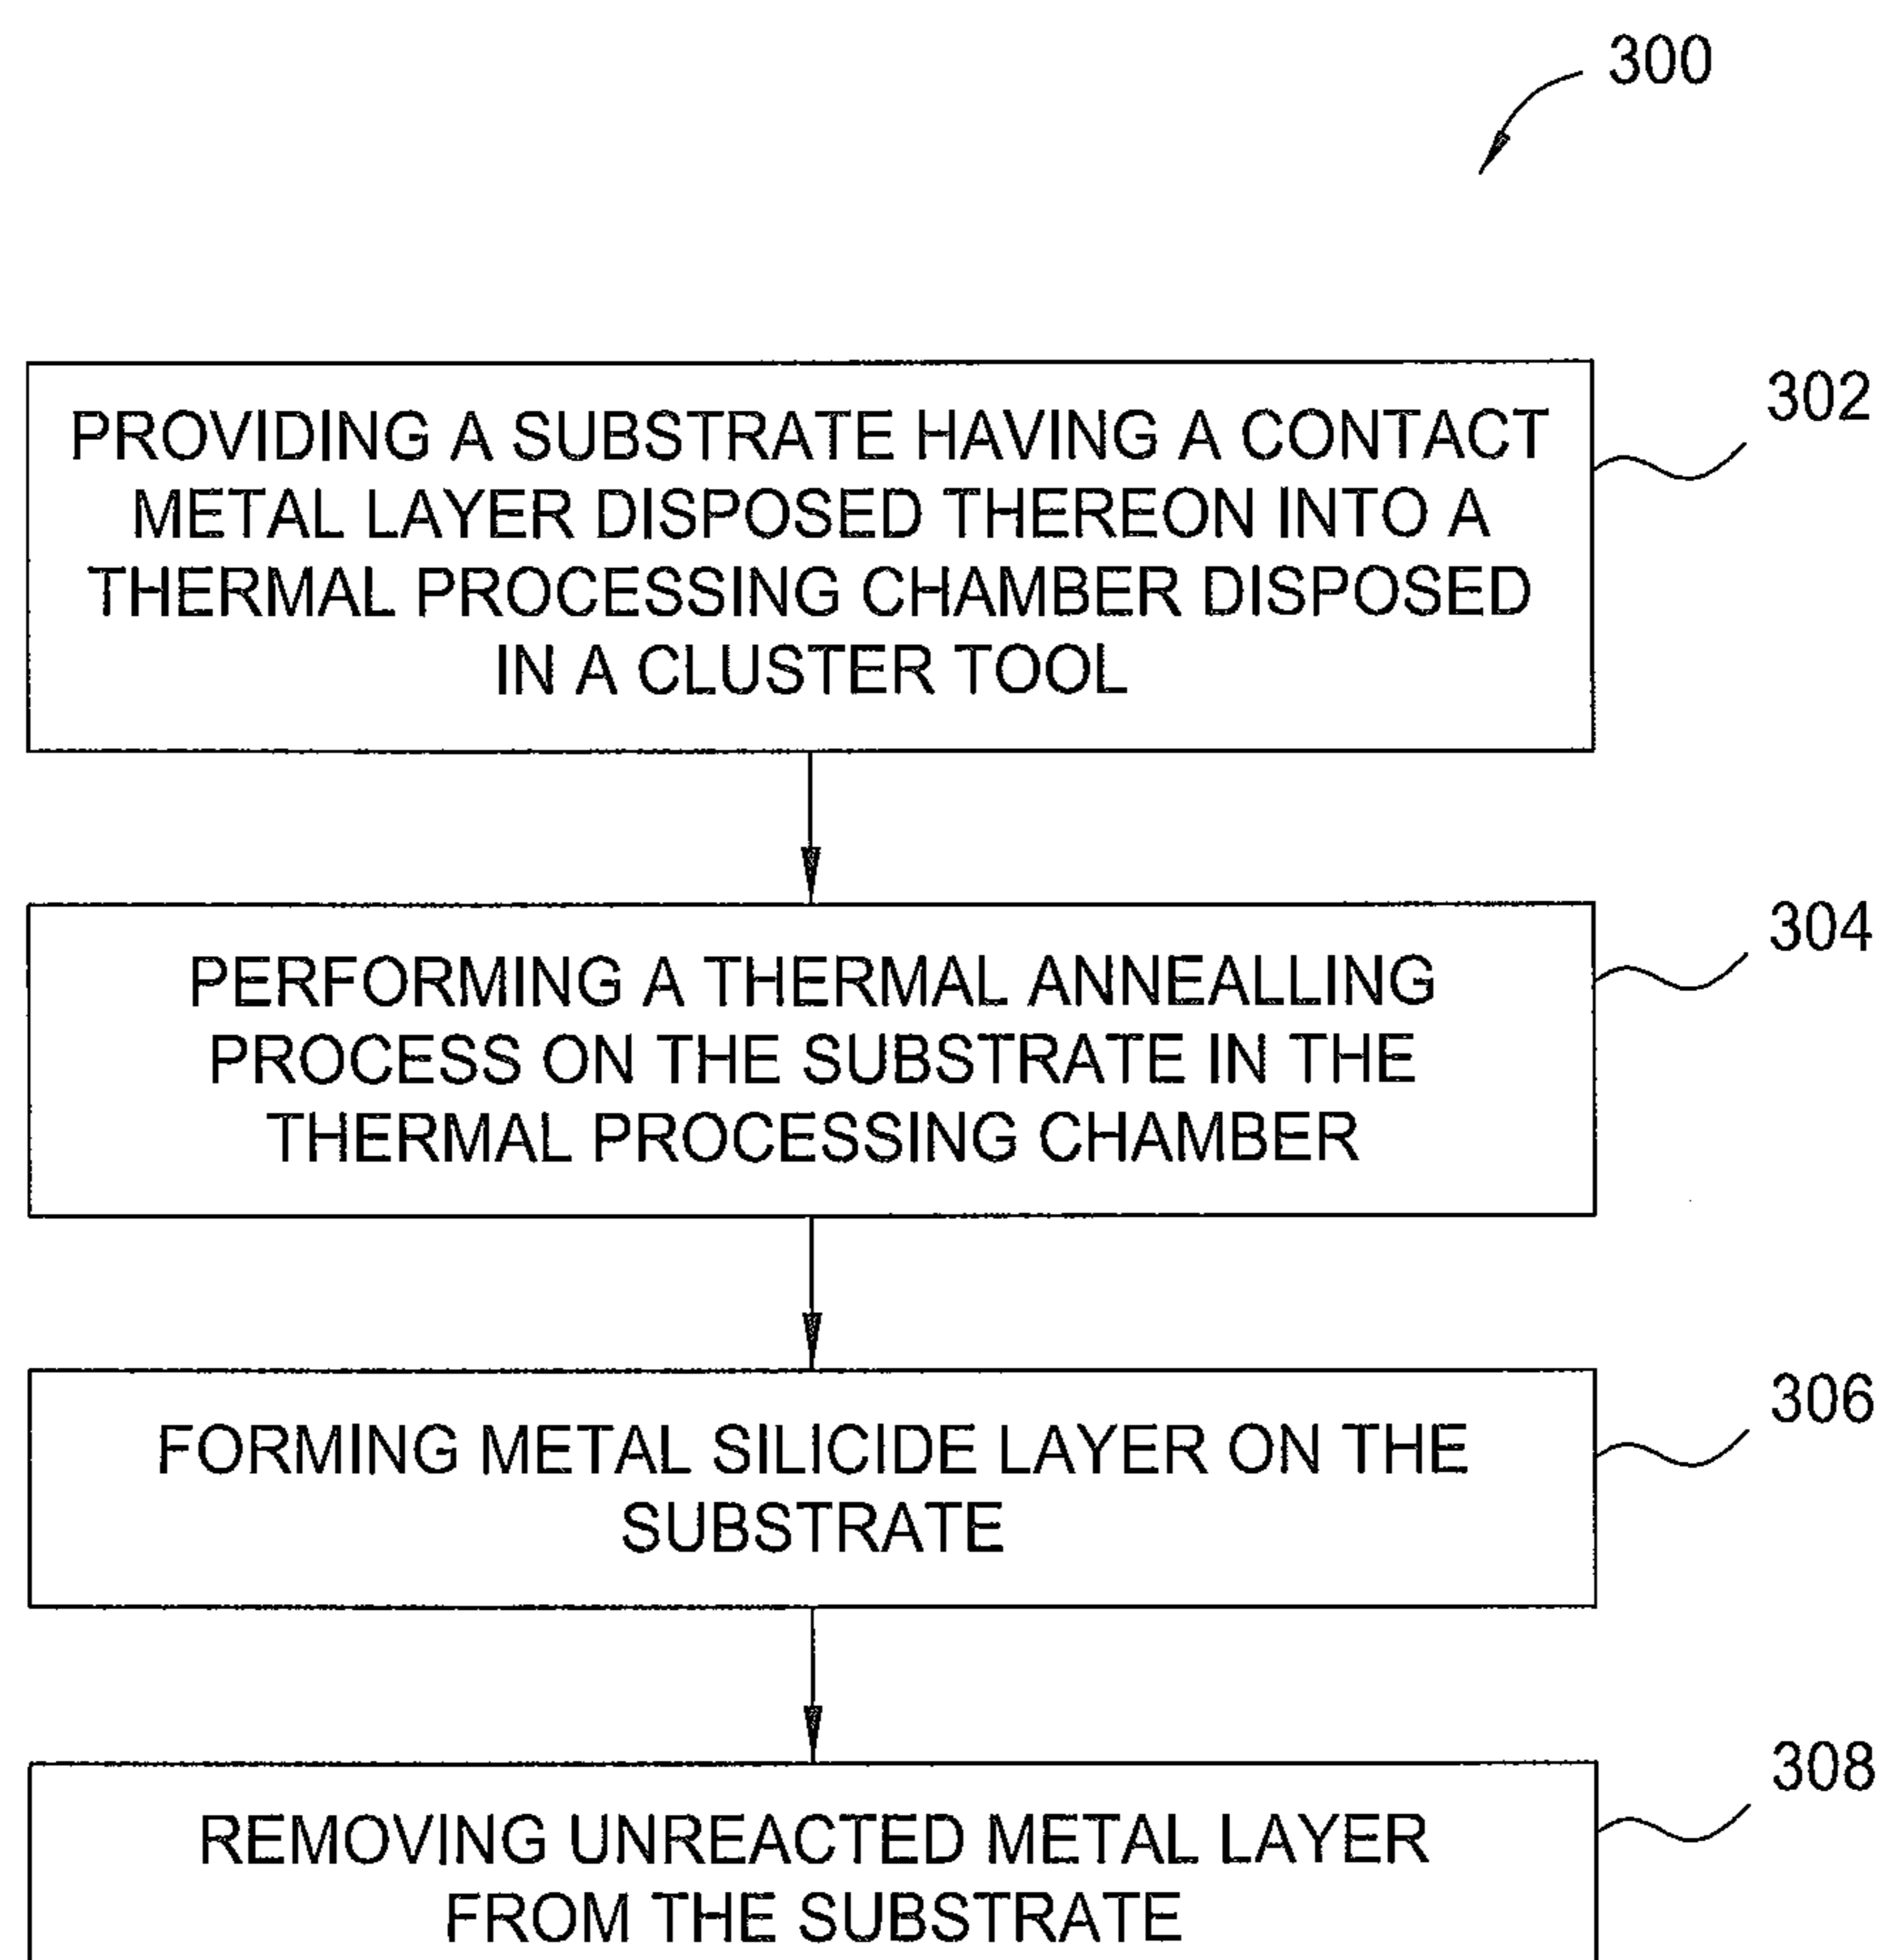 300
302
PROVIDING A SUBSTRATE HAVING A CONTACT
METAL LAYER DISPOSED THEREON INTO A
THERMAL PROCESSING CHAMBER DISPOSED
IN A CLUSTER TOOL
304
PERFORMING A THERMAL ANNEALLING
PROCESS ON THE SUBSTRATE IN THE
THERMAL PROCESSING CHAMBER
306
FORMING METAL SILICIDE LAYER ON THE
SUBSTRATE
308
REMOVING UNREACTED METAL LAYER
FROM THE SUBSTRATE